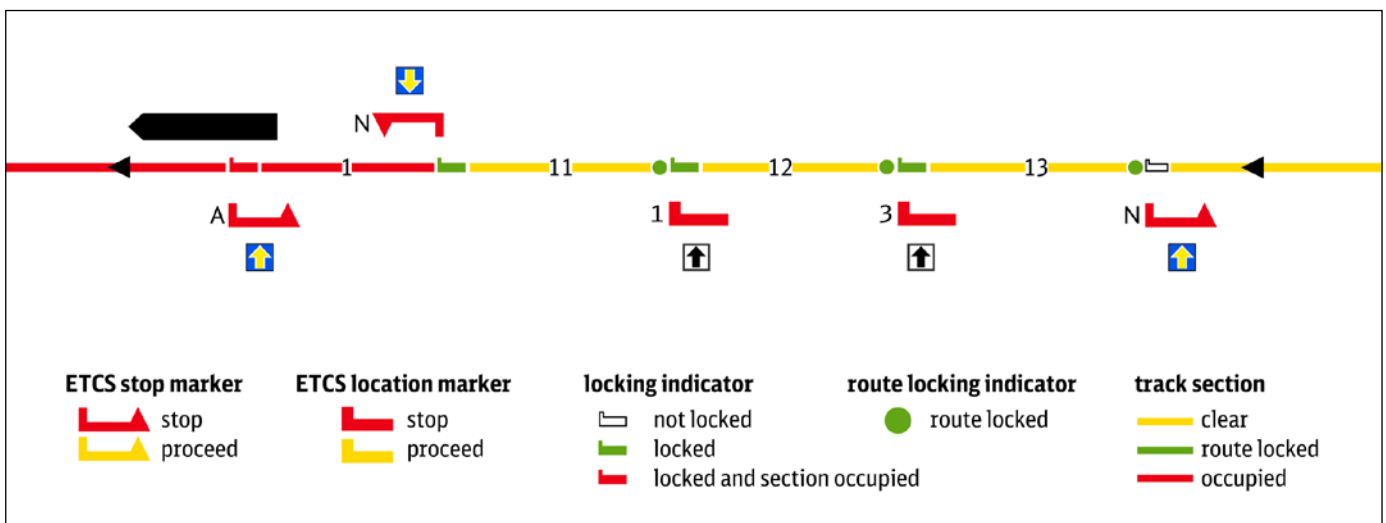 N
1 11 12 13
A 1 3 N
ETCS stop marker ETCS location marker locking indicator route locking indicator track section
stop stop not locked route locked clear
proceed proceed locked route locked
locked and section occupied occupied